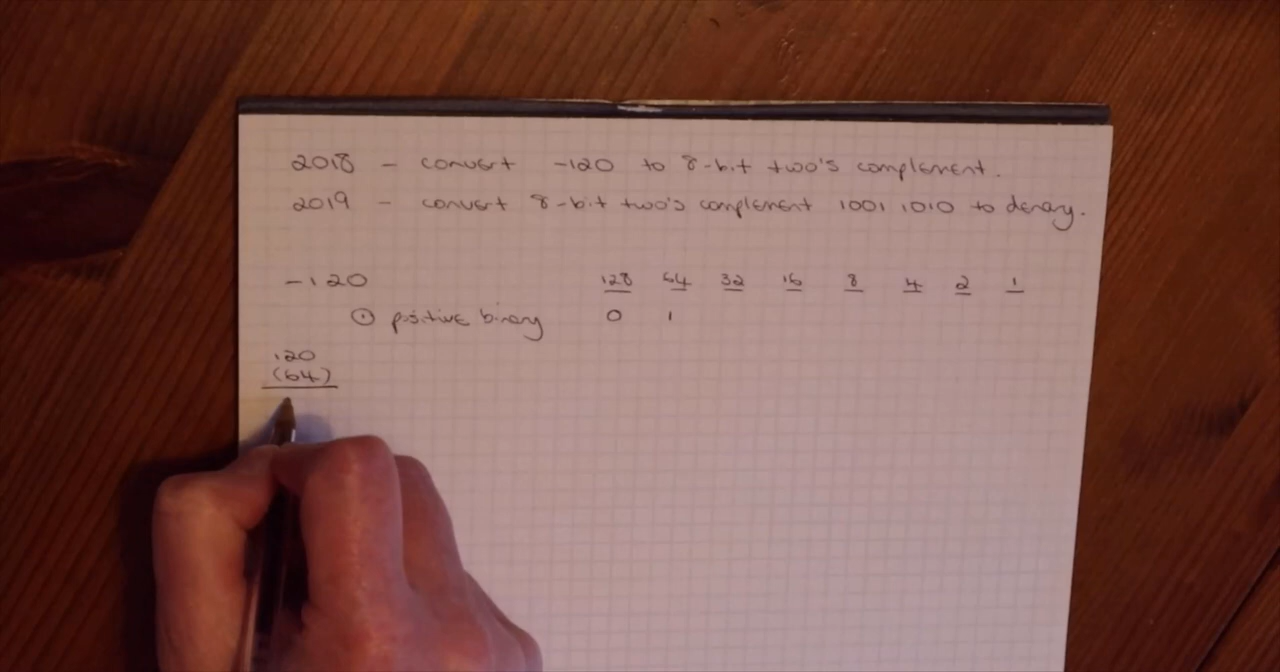 2018 - convert -120 to 8-bit two's complement.
2019 - convert 8-bit two's complement 1001 1010 to denary.
-120 128 64 32 16 8 4 2 1
① positive binary 0 1
120
(64)